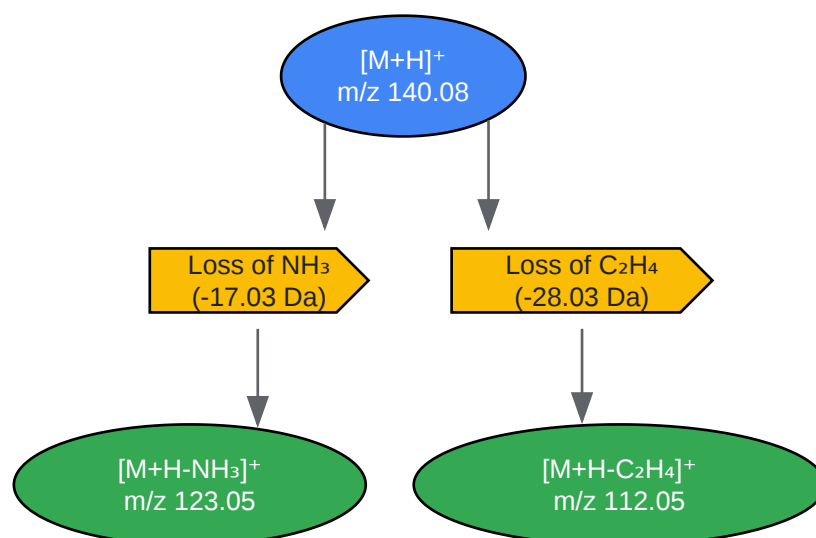 [M+H]⁺
m/z 140.08
Loss of NH₃
(-17.03 Da)
Loss of C₂H₄
(-28.03 Da)
[M+H-NH₃]⁺
m/z 123.05
[M+H-C₂H₄]⁺
m/z 112.05